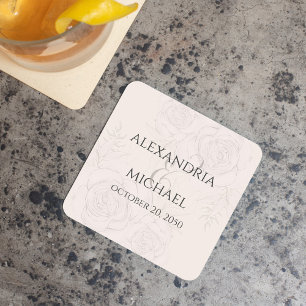 ALEXANDRIA
&
MICHAEL
OCTOBER 20, 2050